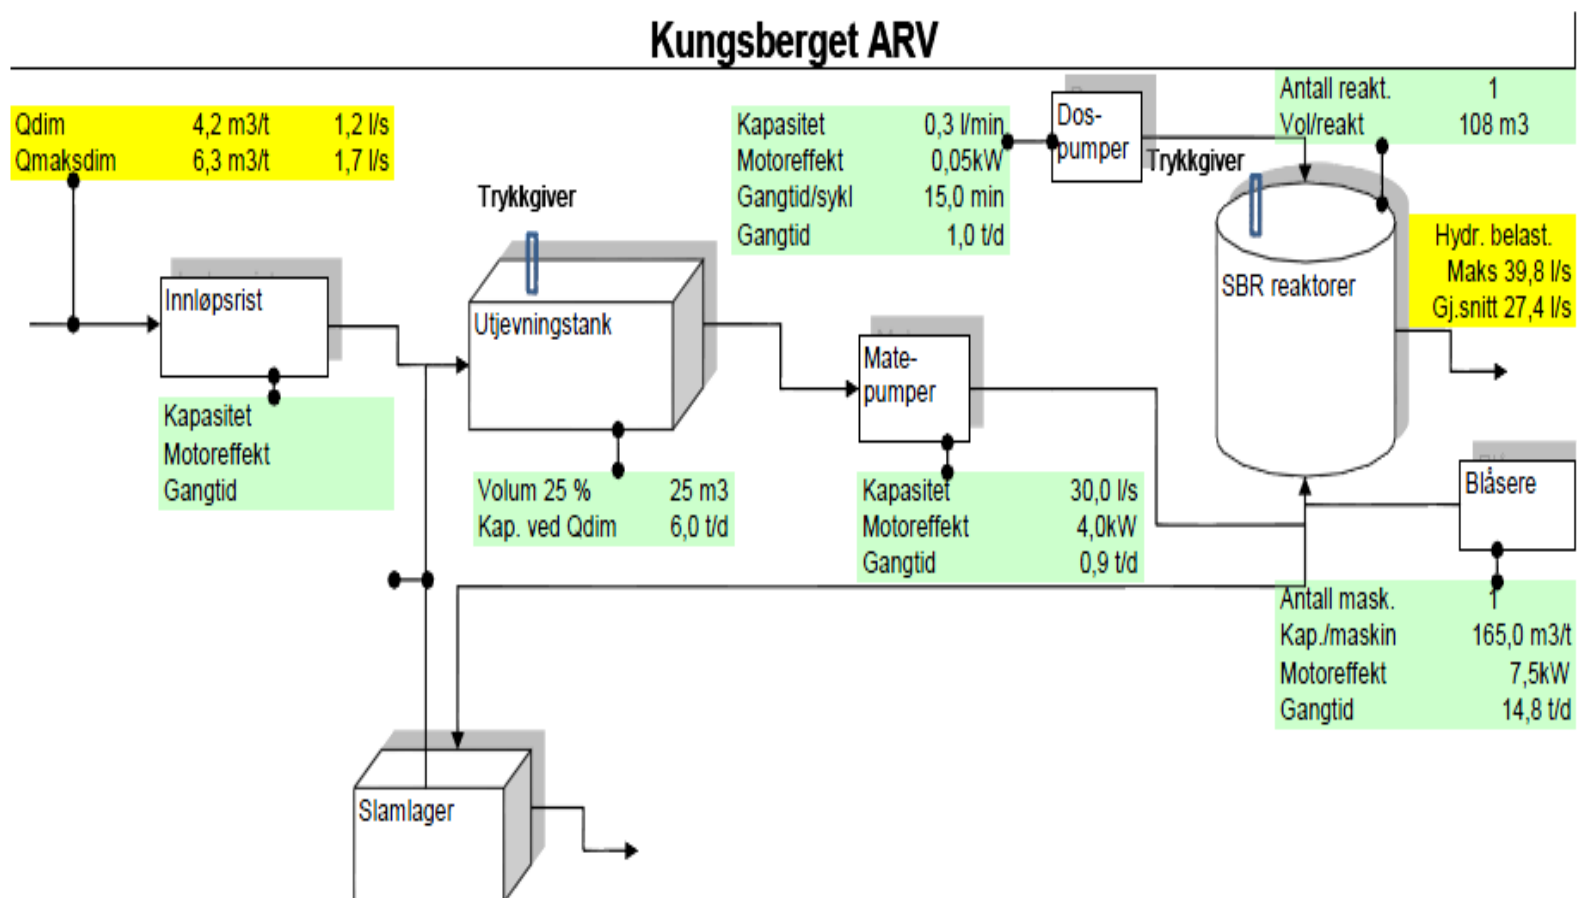 Kungsberget ARV
Qdim 4,2 m3/t 1,2 l/s
Qmaksdim 6,3 m3/t 1,7 l/s
Trykkgiver
Kapasitet 0,3 l/min
Motoreffekt 0,05kW
Gangtid/sykl 15,0 min
Gangtid 1,0 t/d
Dos-
pumper
Trykkgiver
Antall reakt. 1
Vol/reakt 108 m3
Hydr. belast.
Maks 39,8 l/s
Gj.snitt 27,4 l/s
SBR reaktorer
Innløpsrist
Kapasitet
Motoreffekt
Gangtid
Utjevningstank
Volum 25 % 25 m3
Kap. ved Qdim 6,0 t/d
Mate-
pumper
Kapasitet 30,0 l/s
Motoreffekt 4,0kW
Gangtid 0,9 t/d
Blåsere
Antall mask. 1
Kap./maskin 165,0 m3/t
Motoreffekt 7,5kW
Gangtid 14,8 t/d
Slamlager